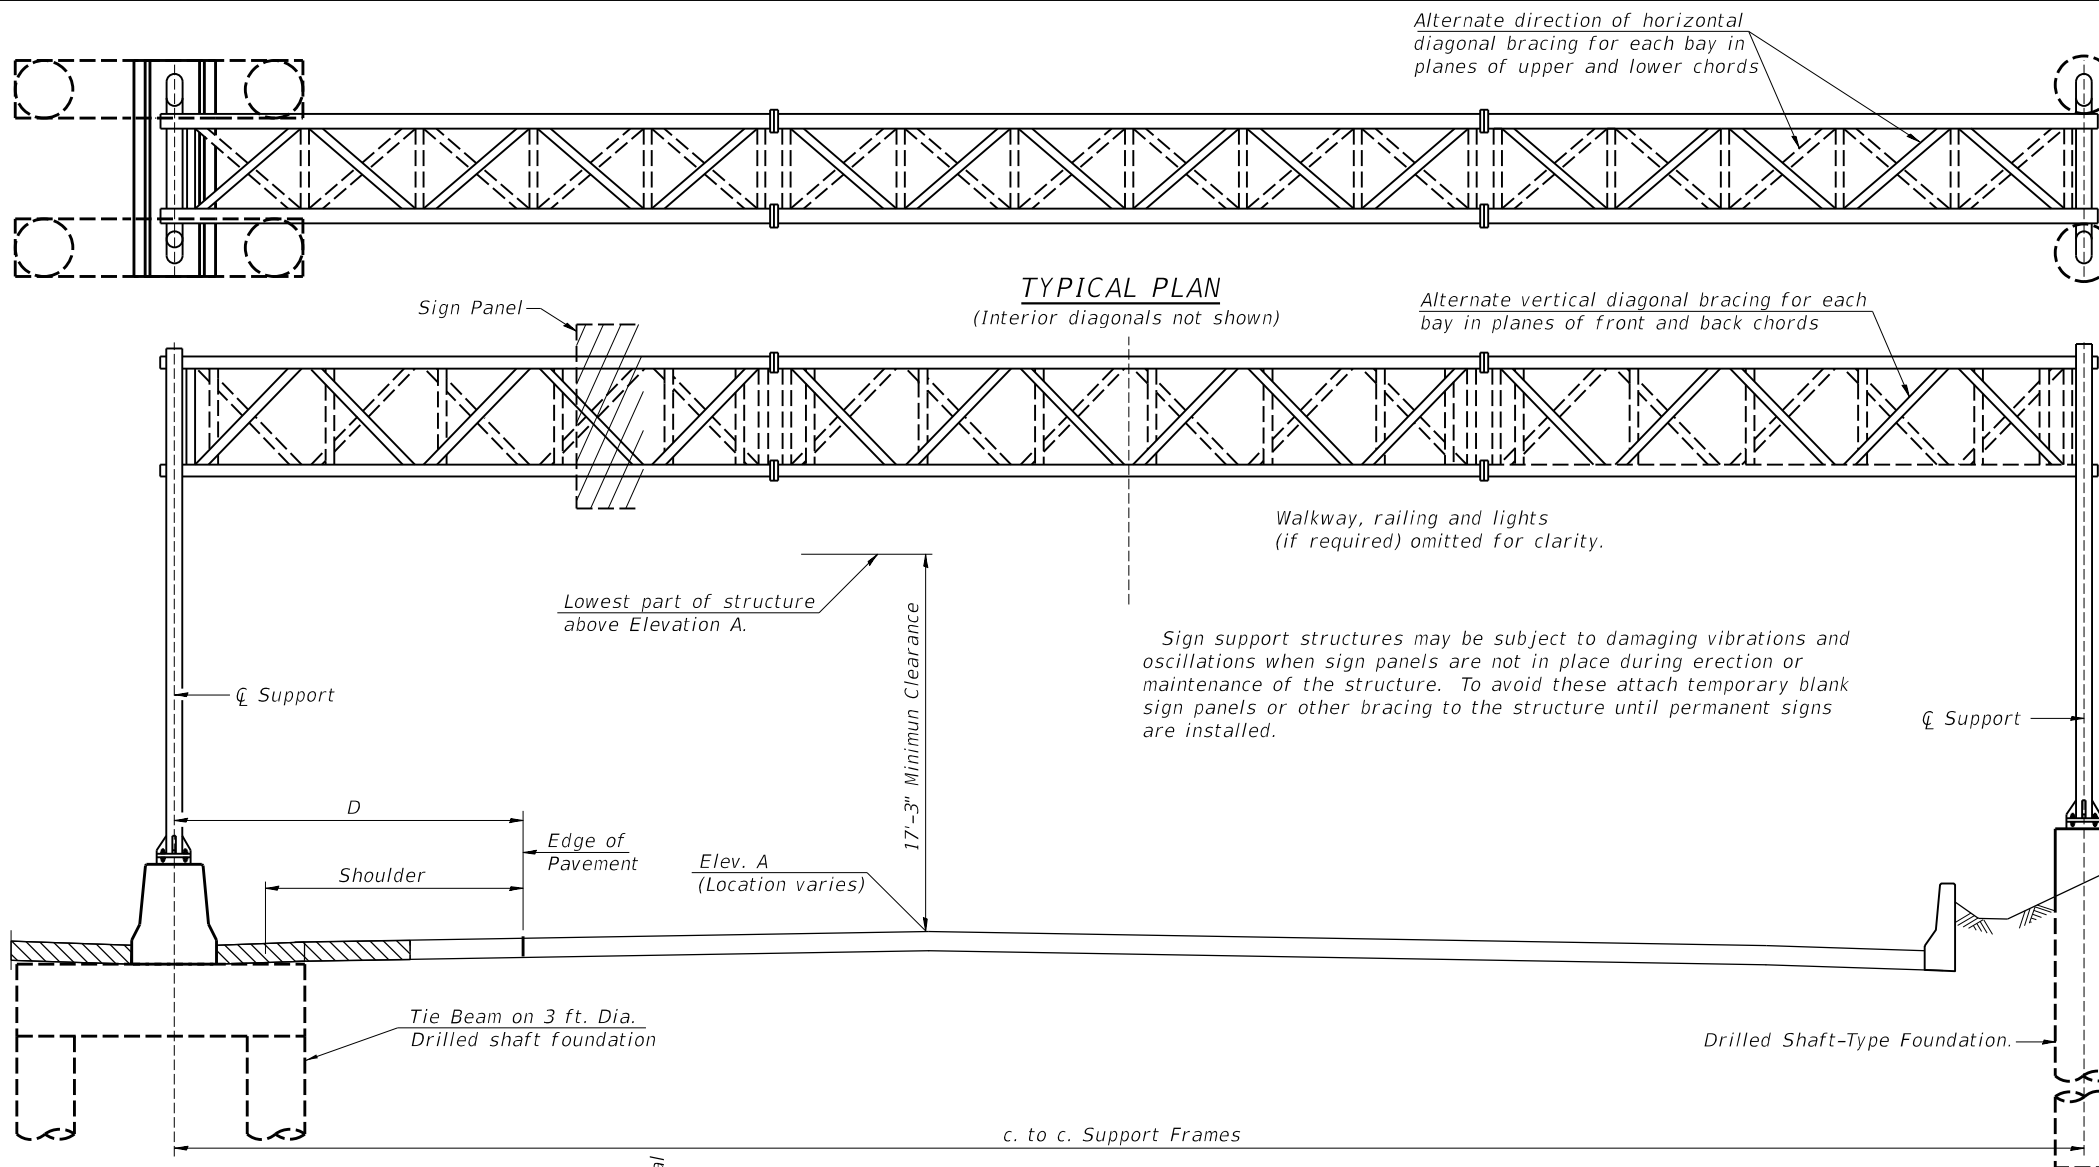 Alternate direction of horizontal
diagonal bracing for each bay in
planes of upper and lower chords
TYPICAL PLAN
(Interior diagonals not shown)
Sign Panel
Alternate vertical diagonal bracing for each
bay in planes of front and back chords
Walkway, railing and lights
(if required) omitted for clarity.
Lowest part of structure
above Elevation A.
17'-3" Minimun Clearance
Sign support structures may be subject to damaging vibrations and
oscillations when sign panels are not in place during erection or
maintenance of the structure. To avoid these attach temporary blank
sign panels or other bracing to the structure until permanent signs
are installed.
℄ Support
℄ Support
D
Edge of
Pavement
Shoulder
Elev. A
(Location varies)
Tie Beam on 3 ft. Dia.
Drilled shaft foundation
Drilled Shaft-Type Foundation.
c. to c. Support Frames